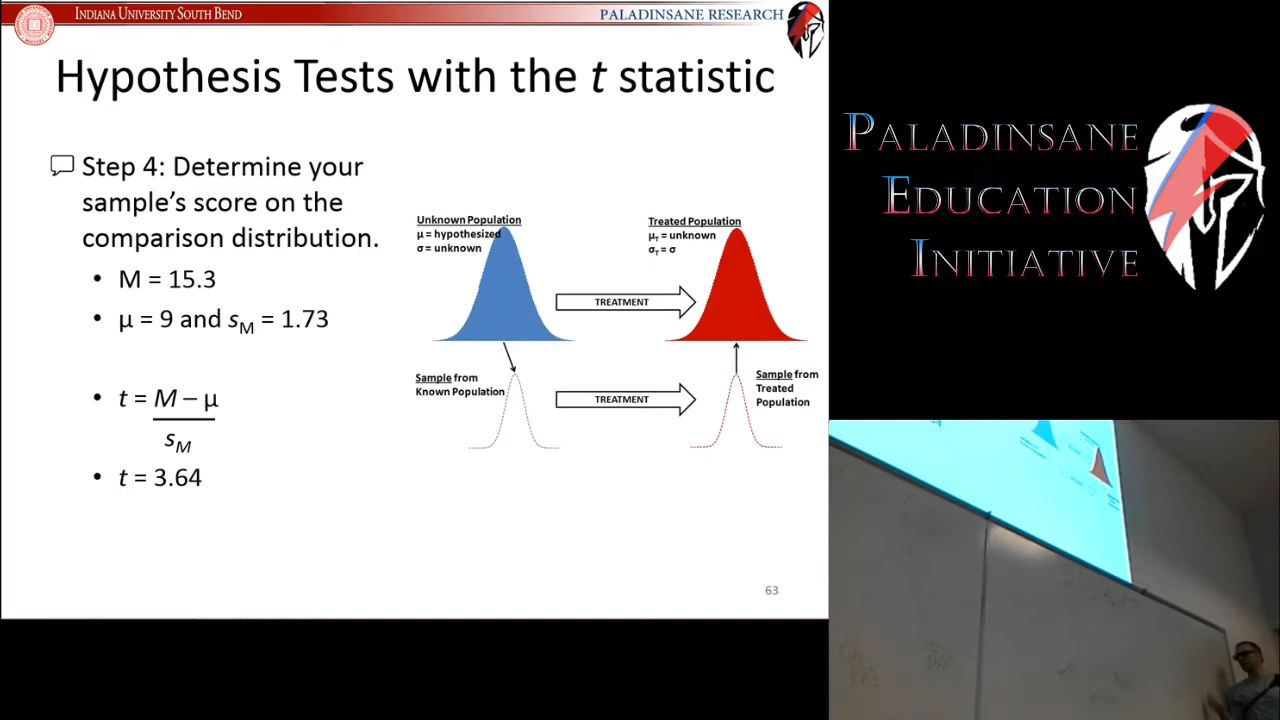 INDIANA UNIVERSITY SOUTH BEND
PALADINSANE RESEARCH
Hypothesis Tests with the t statistic
Step 4: Determine your
sample's score on the
comparison distribution.
• M = 15.3
• μ = 9 and sM = 1.73
• t = M – μ
sM
• t = 3.64
Unknown Population
μ = hypothesized
σ = unknown
Treated Population
μT = unknown
σT = σ
TREATMENT
Sample from
Known Population
TREATMENT
Sample from
Treated
Population
63
PALADINSANE
EDUCATION
INITIATIVE